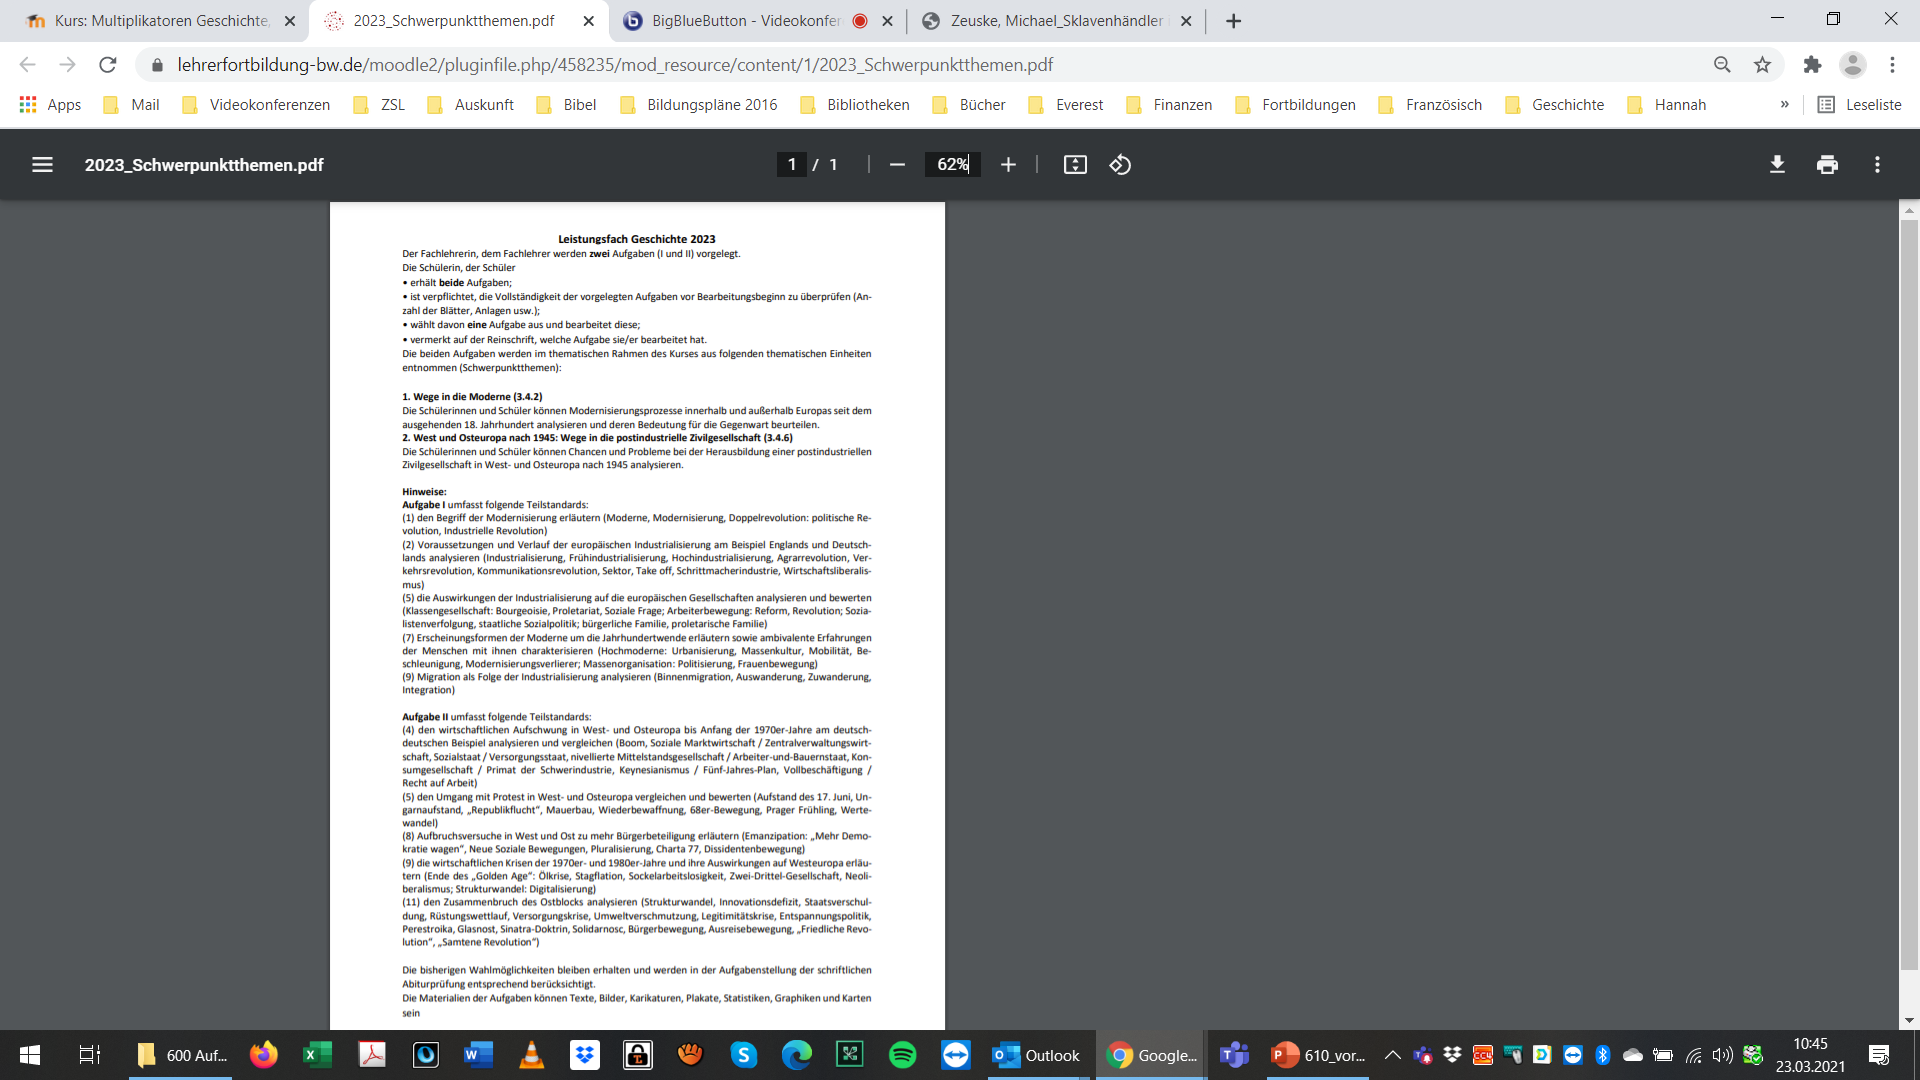 Kurs: Multiplikatoren Geschichte,
2023_Schwerpunktthemen.pdf
BigBlueButton - Videokonfer
Zeuske, Michael_Sklavenhändler
lehrerfortbildung-bw.de/moodle2/pluginfile.php/458235/mod_resource/content/1/2023_Schwerpunktthemen.pdf
Apps Mail Videokonferenzen ZSL Auskunft Bibel Bildungspläne 2016 Bibliotheken Bücher Everest Finanzen Fortbildungen Französisch Geschichte Hannah » Leseliste
2023_Schwerpunktthemen.pdf 1 / 1 62%
Leistungsfach Geschichte 2023
Der Fachlehrerin, dem Fachlehrer werden zwei Aufgaben (I und II) vorgelegt.
Die Schülerin, der Schüler
• erhält beide Aufgaben;
• ist verpflichtet, die Vollständigkeit der vorgelegten Aufgaben vor Bearbeitungsbeginn zu überprüfen (An-
zahl der Blätter, Anlagen usw.);
• wählt davon eine Aufgabe aus und bearbeitet diese;
• vermerkt auf der Reinschrift, welche Aufgabe sie/er bearbeitet hat.
Die beiden Aufgaben werden im thematischen Rahmen des Kurses aus folgenden thematischen Einheiten
entnommen (Schwerpunktthemen):
1. Wege in die Moderne (3.4.2)
Die Schülerinnen und Schüler können Modernisierungsprozesse innerhalb und außerhalb Europas seit dem
ausgehenden 18. Jahrhundert analysieren und deren Bedeutung für die Gegenwart beurteilen.
2. West und Osteuropa nach 1945: Wege in die postindustrielle Zivilgesellschaft (3.4.6)
Die Schülerinnen und Schüler können Chancen und Probleme bei der Herausbildung einer postindustriellen
Zivilgesellschaft in West- und Osteuropa nach 1945 analysieren.
Hinweise:
Aufgabe I umfasst folgende Teilstandards:
(1) den Begriff der Modernisierung erläutern (Moderne, Modernisierung, Doppelrevolution: politische Re-
volution, Industrielle Revolution)
(2) Voraussetzungen und Verlauf der europäischen Industrialisierung am Beispiel Englands und Deutsch-
lands analysieren (Industrialisierung, Frühindustrialisierung, Hochindustrialisierung, Agrarrevolution, Ver-
kehrsrevolution, Kommunikationsrevolution, Sektor, Take off, Schrittmacherindustrie, Wirtschaftsliberalis-
mus)
(5) die Auswirkungen der Industrialisierung auf die europäischen Gesellschaften analysieren und bewerten
(Klassengesellschaft: Bourgeoisie, Proletariat, Soziale Frage; Arbeiterbewegung: Reform, Revolution; Sozia-
listenverfolgung, staatliche Sozialpolitik; bürgerliche Familie, proletarische Familie)
(7) Erscheinungsformen der Moderne um die Jahrhundertwende erläutern sowie ambivalente Erfahrungen
der Menschen mit ihnen charakterisieren (Hochmoderne: Urbanisierung, Massenkultur, Mobilität, Be-
schleunigung, Modernisierungsverlierer; Massenorganisation: Politisierung, Frauenbewegung)
(9) Migration als Folge der Industrialisierung analysieren (Binnenmigration, Auswanderung, Zuwanderung,
Integration)
Aufgabe II umfasst folgende Teilstandards:
(4) den wirtschaftlichen Aufschwung in West- und Osteuropa bis Anfang der 1970er-Jahre am deutsch-
deutschen Beispiel analysieren und vergleichen (Boom, Soziale Marktwirtschaft / Zentralverwaltungswirt-
schaft, Sozialstaat / Versorgungsstaat, nivellierte Mittelstandsgesellschaft / Arbeiter-und-Bauernstaat, Kon-
sumgesellschaft / Primat der Schwerindustrie, Keynesianismus / Fünf-Jahres-Plan, Vollbeschäftigung /
Recht auf Arbeit)
(5) den Umgang mit Protest in West- und Osteuropa vergleichen und bewerten (Aufstand des 17. Juni, Un-
garnaufstand, „Republikflucht“, Mauerbau, Wiederbewaffnung, 68er-Bewegung, Prager Frühling, Werte-
wandel)
(8) Aufbruchsversuche in West und Ost zu mehr Bürgerbeteiligung erläutern (Emanzipation: „Mehr Demo-
kratie wagen“, Neue Soziale Bewegungen, Pluralisierung, Charta 77, Dissidentenbewegung)
(9) die wirtschaftlichen Krisen der 1970er- und 1980er-Jahre und ihre Auswirkungen auf Westeuropa erläu-
tern (Ende des „Golden Age“: Ölkrise, Stagflation, Sockelarbeitslosigkeit, Zwei-Drittel-Gesellschaft, Neoli-
beralismus; Strukturwandel: Digitalisierung)
(11) den Zusammenbruch des Ostblocks analysieren (Strukturwandel, Innovationsdefizit, Staatsverschul-
dung, Rüstungswettlauf, Versorgungskrise, Umweltverschmutzung, Legitimitätskrise, Entspannungspolitik,
Perestroika, Glasnost, Sinatra-Doktrin, Solidarnosc, Bürgerbewegung, Ausreisebewegung, „Friedliche Revo-
lution“, „Samtene Revolution“)
Die bisherigen Wahlmöglichkeiten bleiben erhalten und werden in der Aufgabenstellung der schriftlichen
Abiturprüfung entsprechend berücksichtigt.
Die Materialien der Aufgaben können Texte, Bilder, Karikaturen, Plakate, Statistiken, Graphiken und Karten
sein
600 Auf... Outlook Google... 610_vor... 10:45
23.03.2021